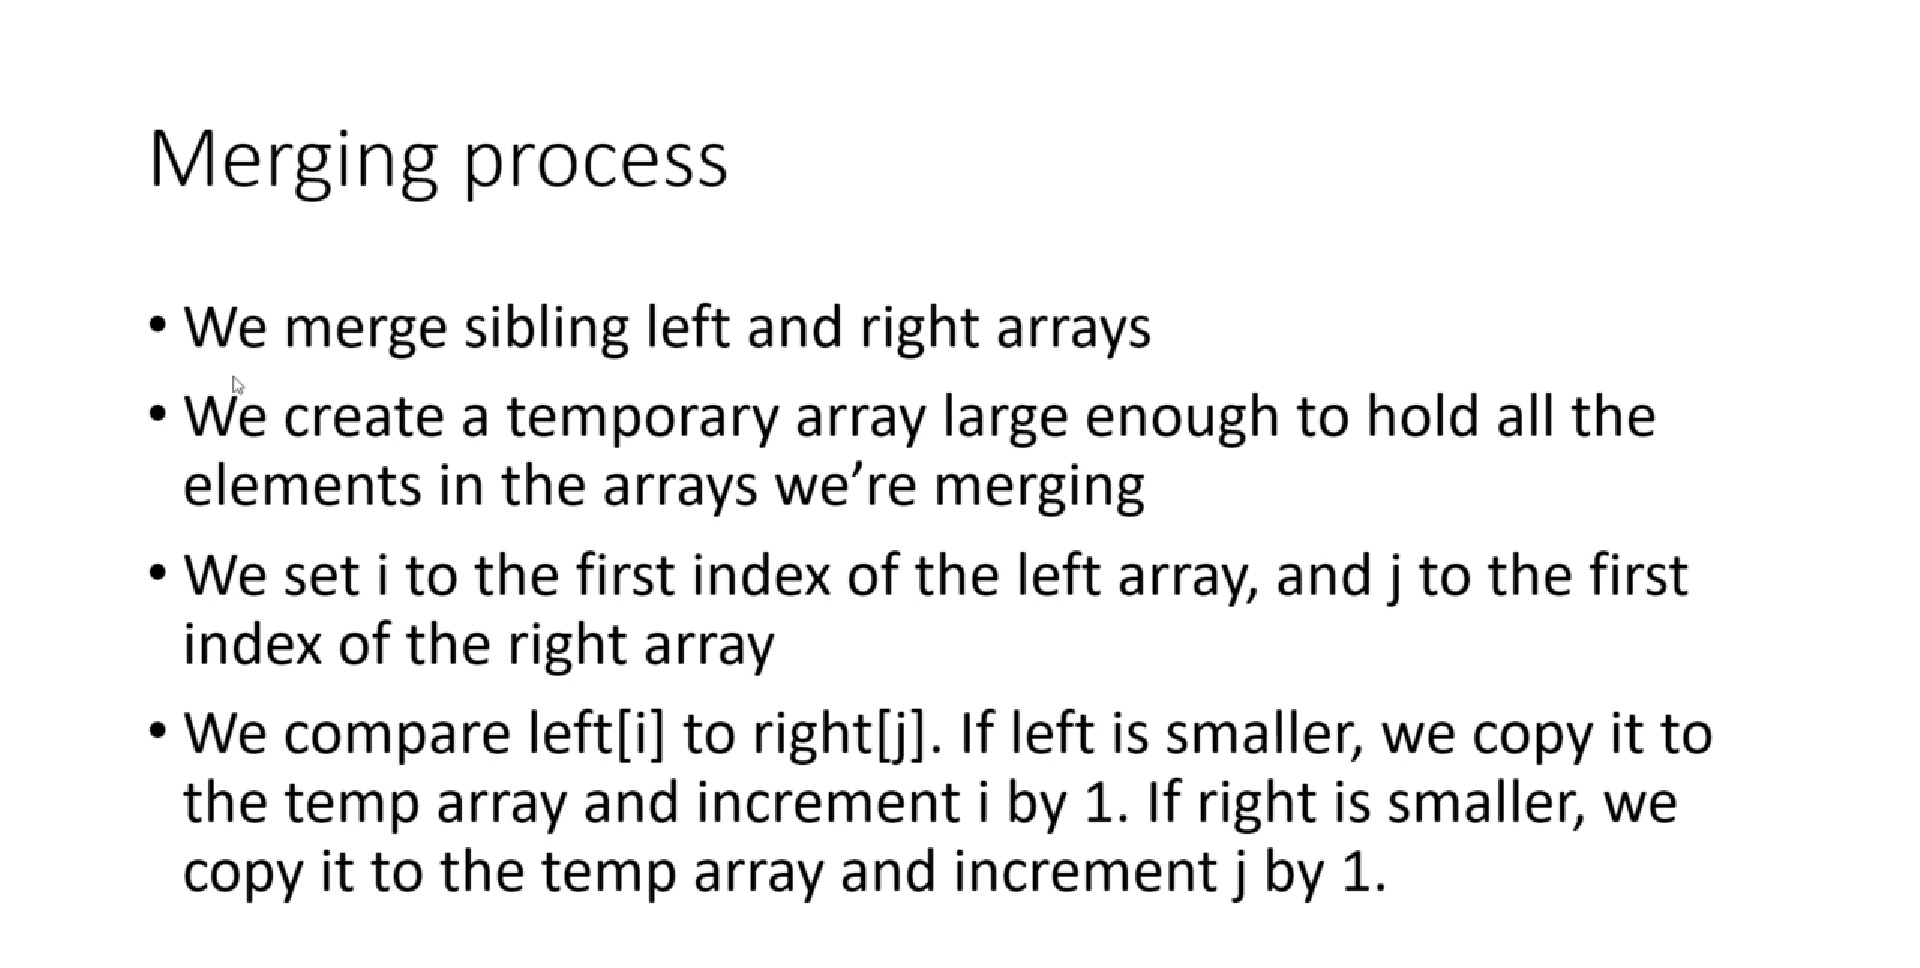 Merging process
• We merge sibling left and right arrays
• We create a temporary array large enough to hold all the
elements in the arrays we’re merging
• We set i to the first index of the left array, and j to the first
index of the right array
• We compare left[i] to right[j]. If left is smaller, we copy it to
the temp array and increment i by 1. If right is smaller, we
copy it to the temp array and increment j by 1.